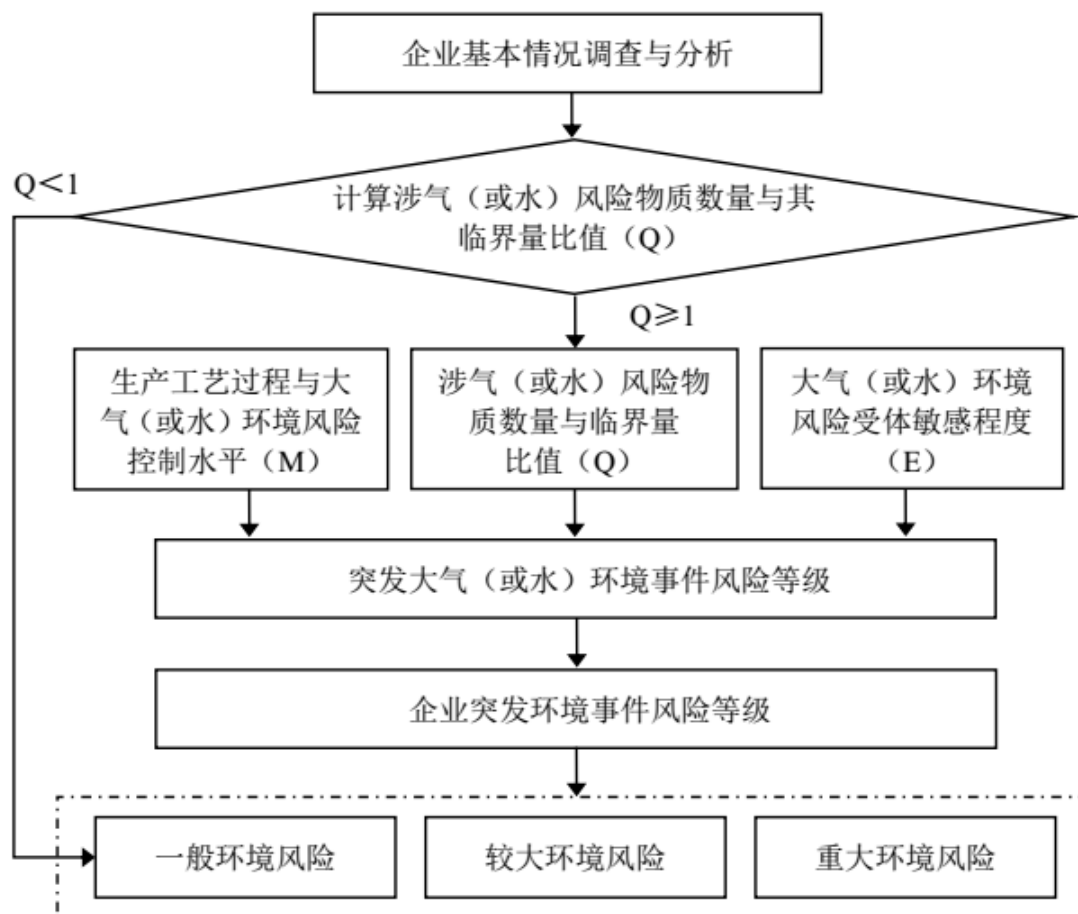 企业基本情况调查与分析
Q＜1
计算涉气（或水）风险物质数量与其
临界量比值（Q）
Q≥1
生产工艺过程与大
气（或水）环境风险
控制水平（M）
涉气（或水）风险物
质数量与临界量
比值（Q）
大气（或水）环境
风险受体敏感程度
（E）
突发大气（或水）环境事件风险等级
企业突发环境事件风险等级
一般环境风险
较大环境风险
重大环境风险